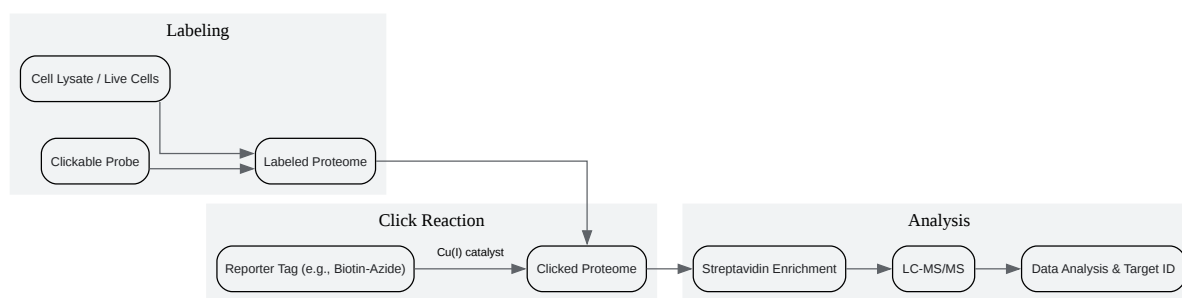 Labeling
Cell Lysate / Live Cells
Clickable Probe
Labeled Proteome
Click Reaction
Reporter Tag (e.g., Biotin-Azide)
Cu(I) catalyst
Clicked Proteome
Analysis
Streptavidin Enrichment
LC-MS/MS
Data Analysis & Target ID